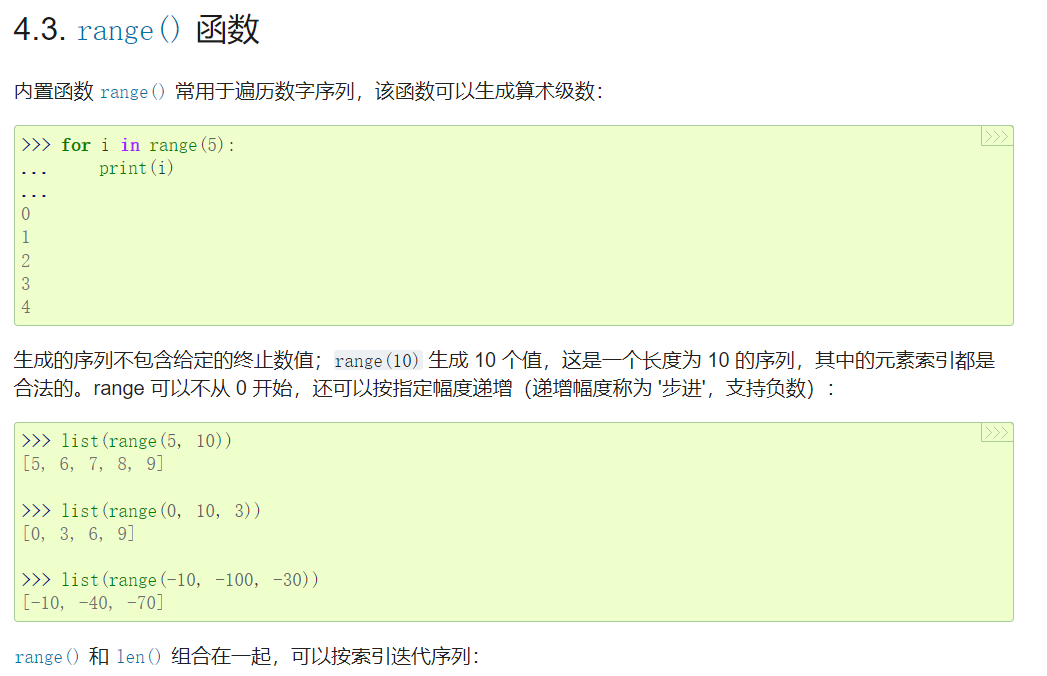 4.3. range() 函数
内置函数 range() 常用于遍历数字序列，该函数可以生成算术级数：
>>>
>>> for i in range(5):
...     print(i)
...
0
1
2
3
4
生成的序列不包含给定的终止数值；range(10) 生成 10 个值，这是一个长度为 10 的序列，其中的元素索引都是
合法的。range 可以不从 0 开始，还可以按指定幅度递增（递增幅度称为 '步进'，支持负数）：
>>>
>>> list(range(5, 10))
[5, 6, 7, 8, 9]
>>> list(range(0, 10, 3))
[0, 3, 6, 9]
>>> list(range(-10, -100, -30))
[-10, -40, -70]
range() 和 len() 组合在一起，可以按索引迭代序列：